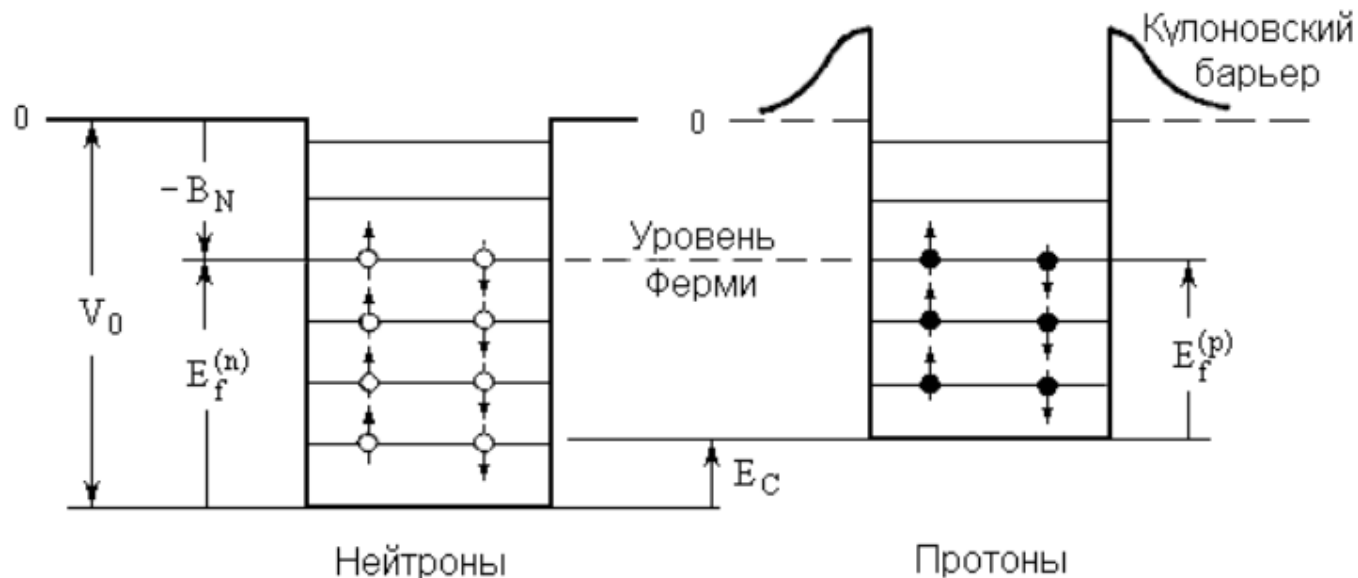 Кулоновский
барьер
0
0
-B_N
Уровень
Ферми
V_0
E_f^(n)
E_f^(p)
E_C
Нейтроны
Протоны